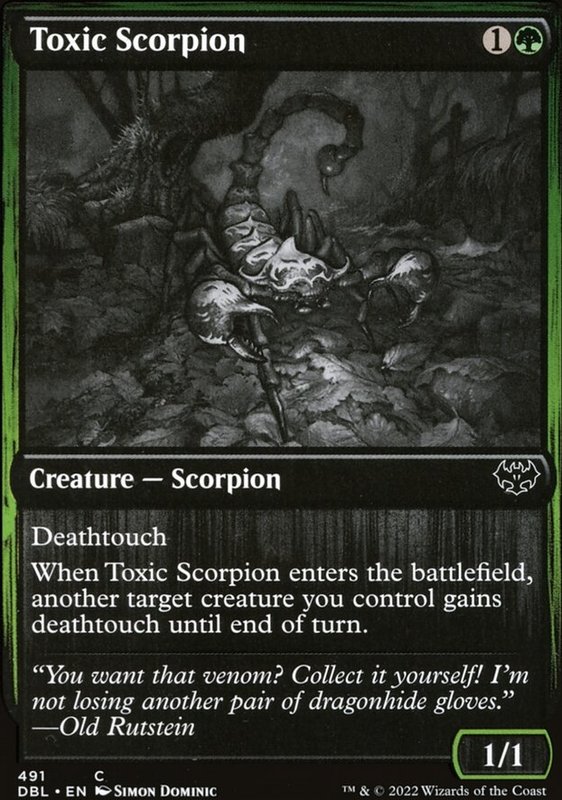 Toxic Scorpion 1
Creature — Scorpion
Deathtouch
When Toxic Scorpion enters the battlefield,
another target creature you control gains
deathtouch until end of turn.
“You want that venom? Collect it yourself! I’m
not losing another pair of dragonhide gloves.”
—Old Rutstein
1/1
491 C
DBL • EN Simon Dominic
™ & © 2022 Wizards of the Coast